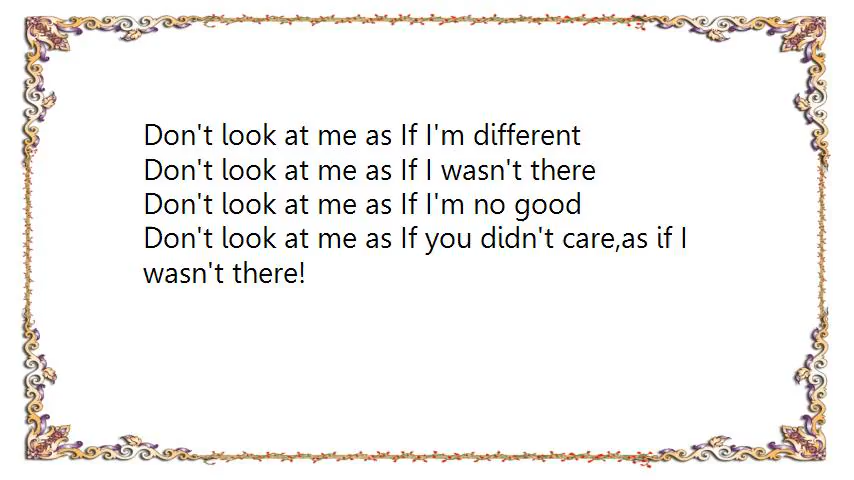 Don't look at me as If I'm different
Don't look at me as If I wasn't there
Don't look at me as If I'm no good
Don't look at me as If you didn't care,as if I
wasn't there!